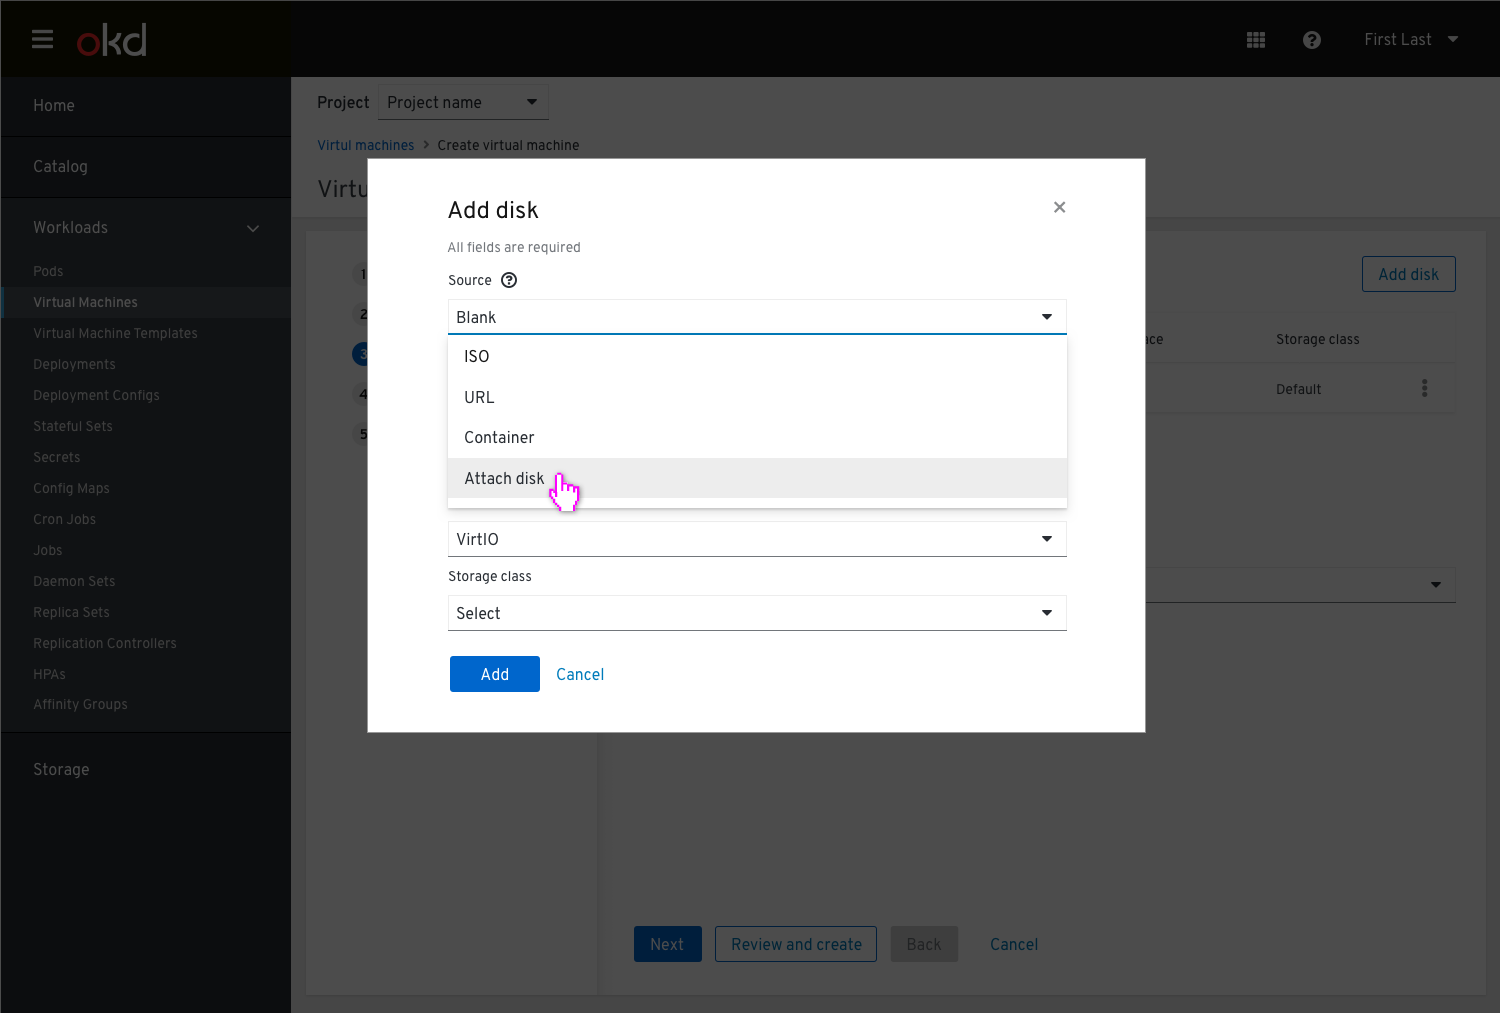 okd
First Last
Home
Catalog
Workloads
Pods
Virtual Machines
Virtual Machine Templates
Deployments
Deployment Configs
Stateful Sets
Secrets
Config Maps
Cron Jobs
Jobs
Daemon Sets
Replica Sets
Replication Controllers
HPAs
Affinity Groups
Storage
Project Project name
Virtul machines > Create virtual machine
Virtu
1
2
3
4
5
Add disk
ace Storage class
Default
Add disk
All fields are required
Source
Blank
ISO
URL
Container
Attach disk
VirtIO
Storage class
Select
Add Cancel
Next Review and create Back Cancel